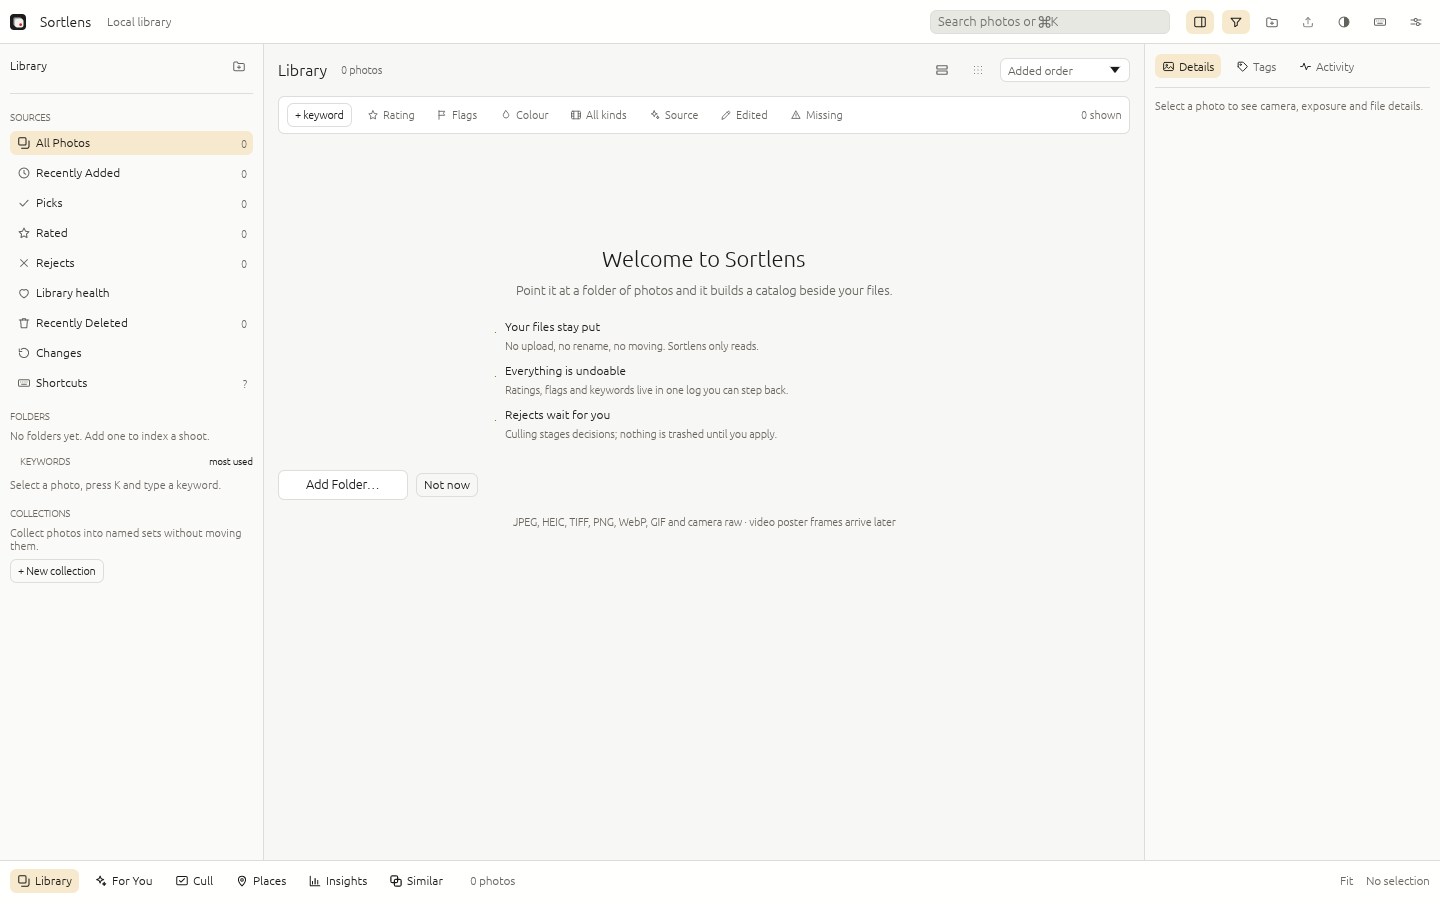 Sortlens Local library Search photos or ⌘K
Library
SOURCES
All Photos 0
Recently Added 0
Picks 0
Rated 0
Rejects 0
Library health
Recently Deleted 0
Changes
Shortcuts ?
FOLDERS
No folders yet. Add one to index a shoot.
KEYWORDS most used
Select a photo, press K and type a keyword.
COLLECTIONS
Collect photos into named sets without moving
them.
+ New collection
Library 0 photos Added order
+ keyword Rating Flags Colour All kinds Source Edited Missing 0 shown
Welcome to Sortlens
Point it at a folder of photos and it builds a catalog beside your files.
Your files stay put
No upload, no rename, no moving. Sortlens only reads.
Everything is undoable
Ratings, flags and keywords live in one log you can step back.
Rejects wait for you
Culling stages decisions; nothing is trashed until you apply.
Add Folder... Not now
JPEG, HEIC, TIFF, PNG, WebP, GIF and camera raw · video poster frames arrive later
Details Tags Activity
Select a photo to see camera, exposure and file details.
Library For You Cull Places Insights Similar 0 photos Fit No selection